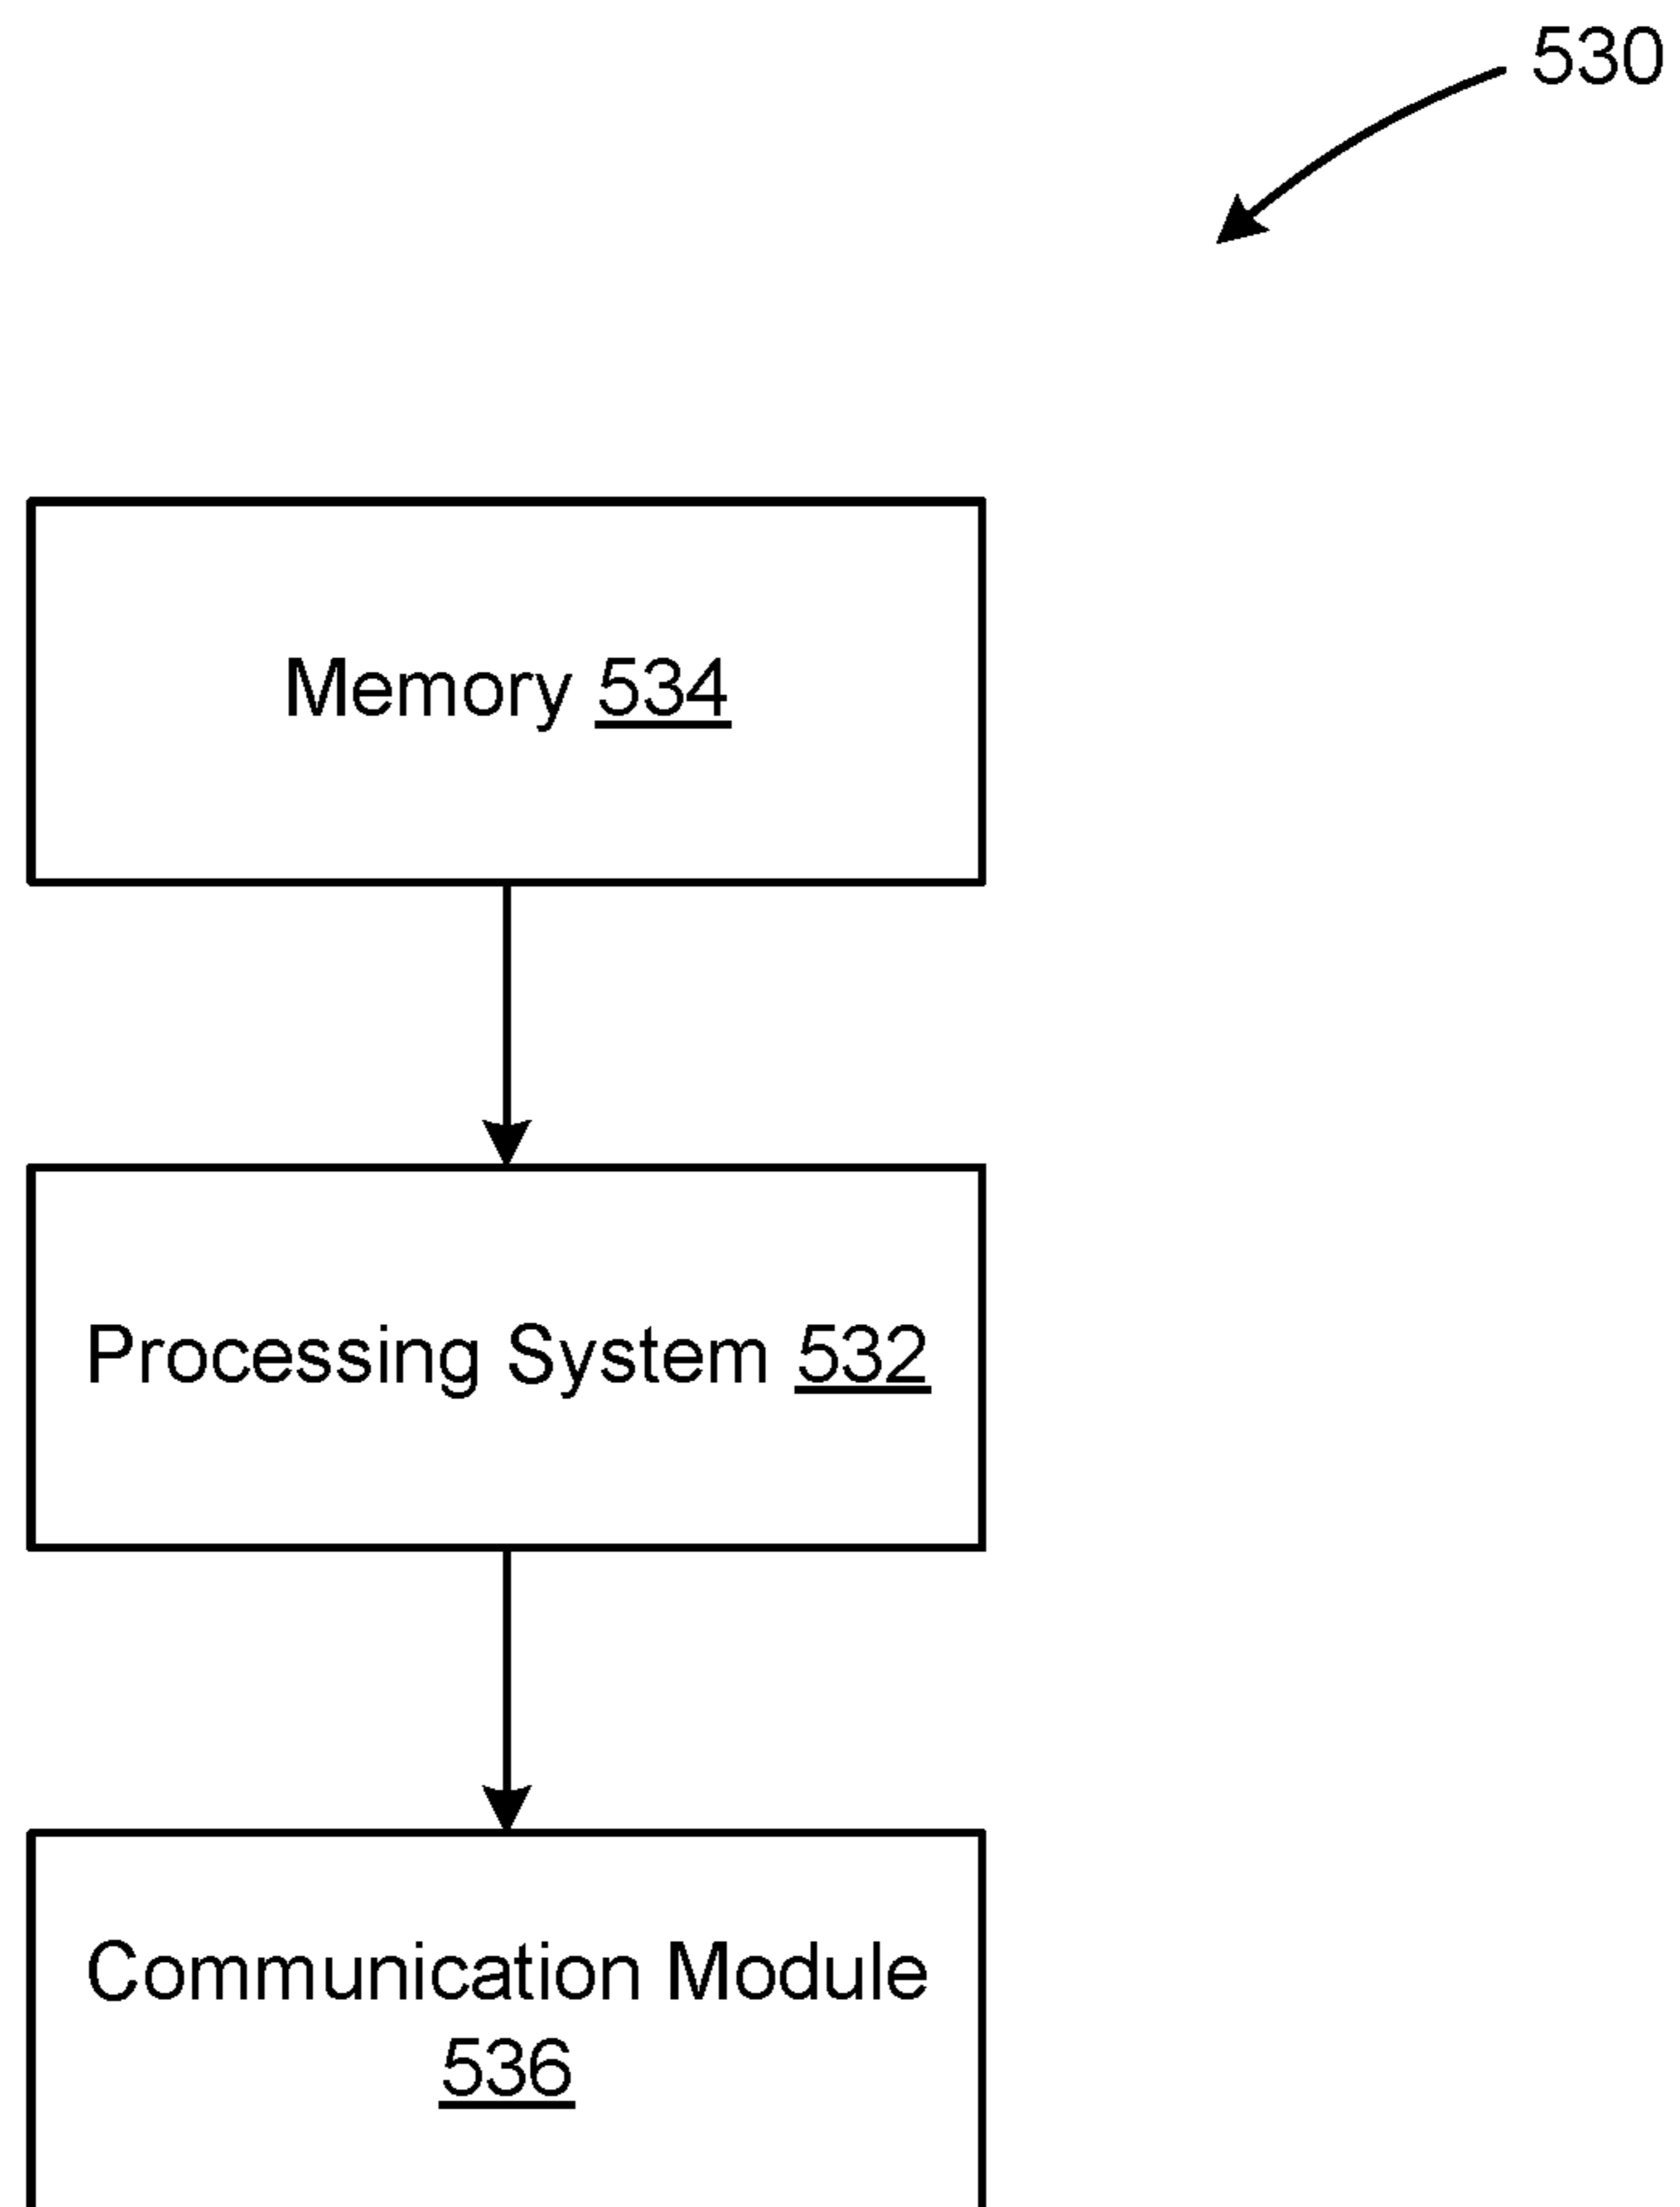 530
Memory 534
Processing System 532
Communication Module
536